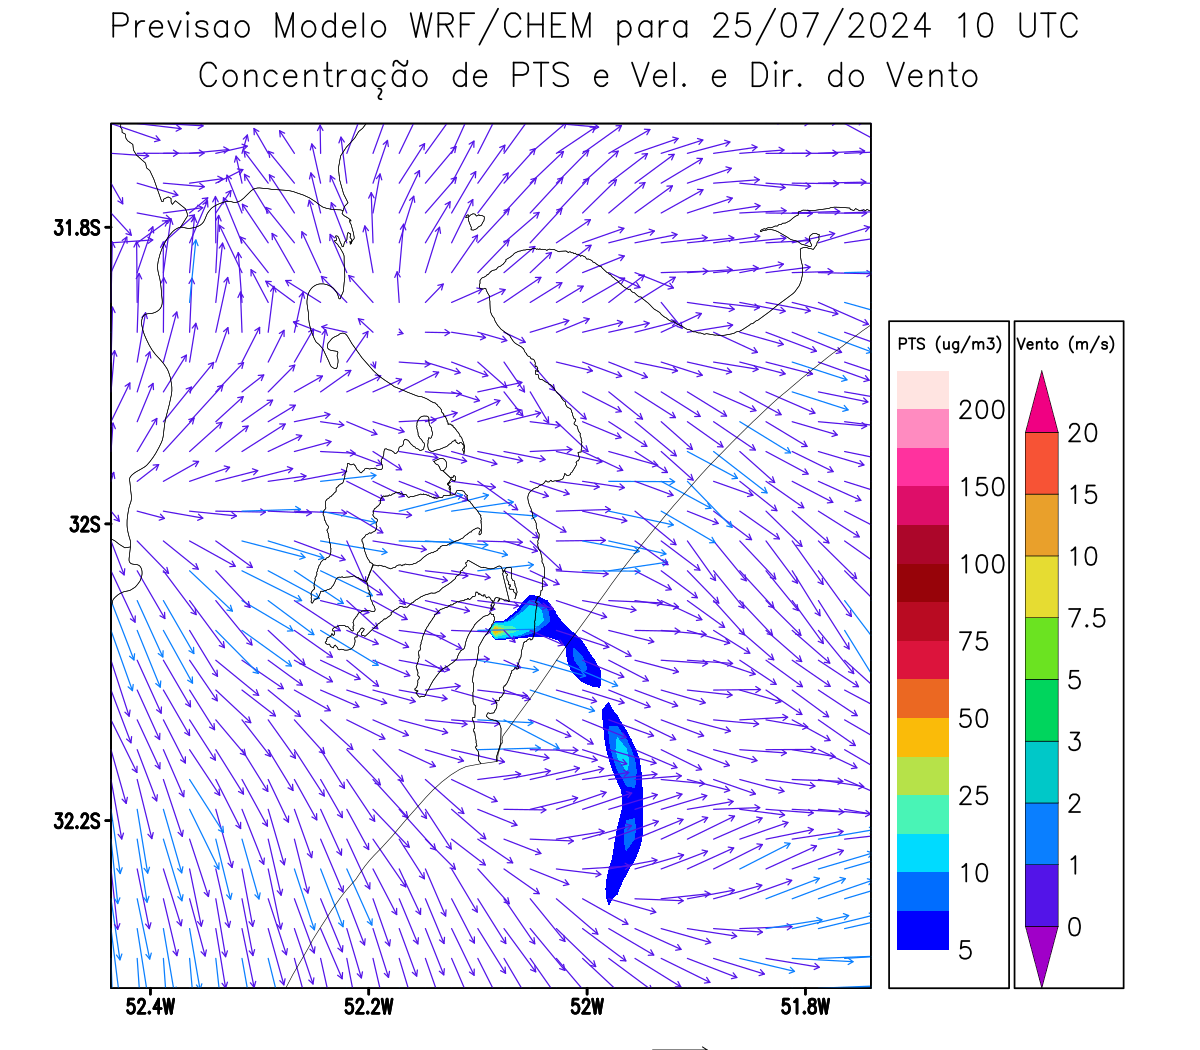 Previsao Modelo WRF/CHEM para 25/07/2024 10 UTC
Concentração de PTS e Vel. e Dir. do Vento
31.8S
32S
32.2S
52.4W
52.2W
52W
51.8W
PTS (ug/m3)
200
150
100
75
50
25
10
5
Vento (m/s)
20
15
10
7.5
5
3
2
1
0